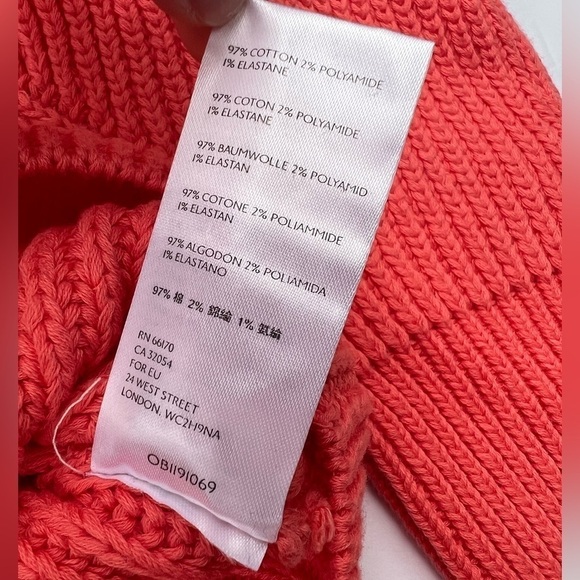 97% COTTON 2% POLYAMIDE
1% ELASTANE
97% COTON 2% POLYAMIDE
1% ELASTANE
97% BAUMWOLLE 2% POLYAMID
1% ELASTAN
97% COTONE 2% POLIAMMIDE
1% ELASTAN
97% ALGODÓN 2% POLIAMIDA
1% ELASTANO
97% 棉 2% 錦綸 1% 氨綸
RN 66170
CA 32054
FOR EU
24 WEST STREET
LONDON, WC2H9NA
OB1191069